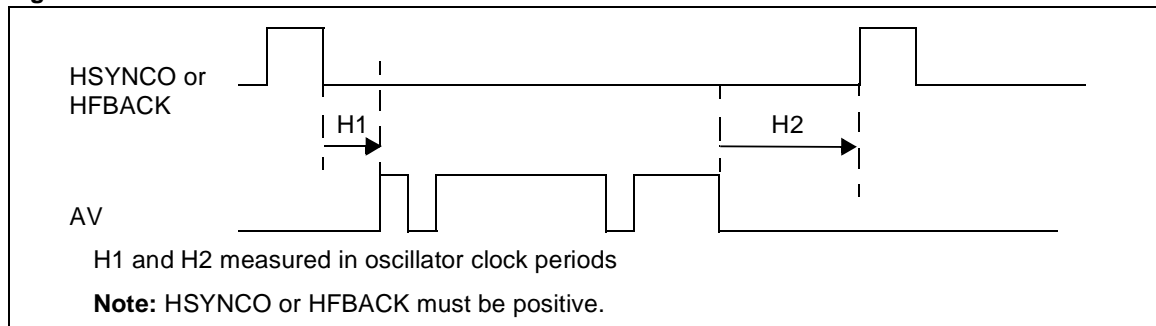 HSYNCO or
HFBACK
H1
H2
AV
H1 and H2 measured in oscillator clock periods
Note: HSYNCO or HFBACK must be positive.